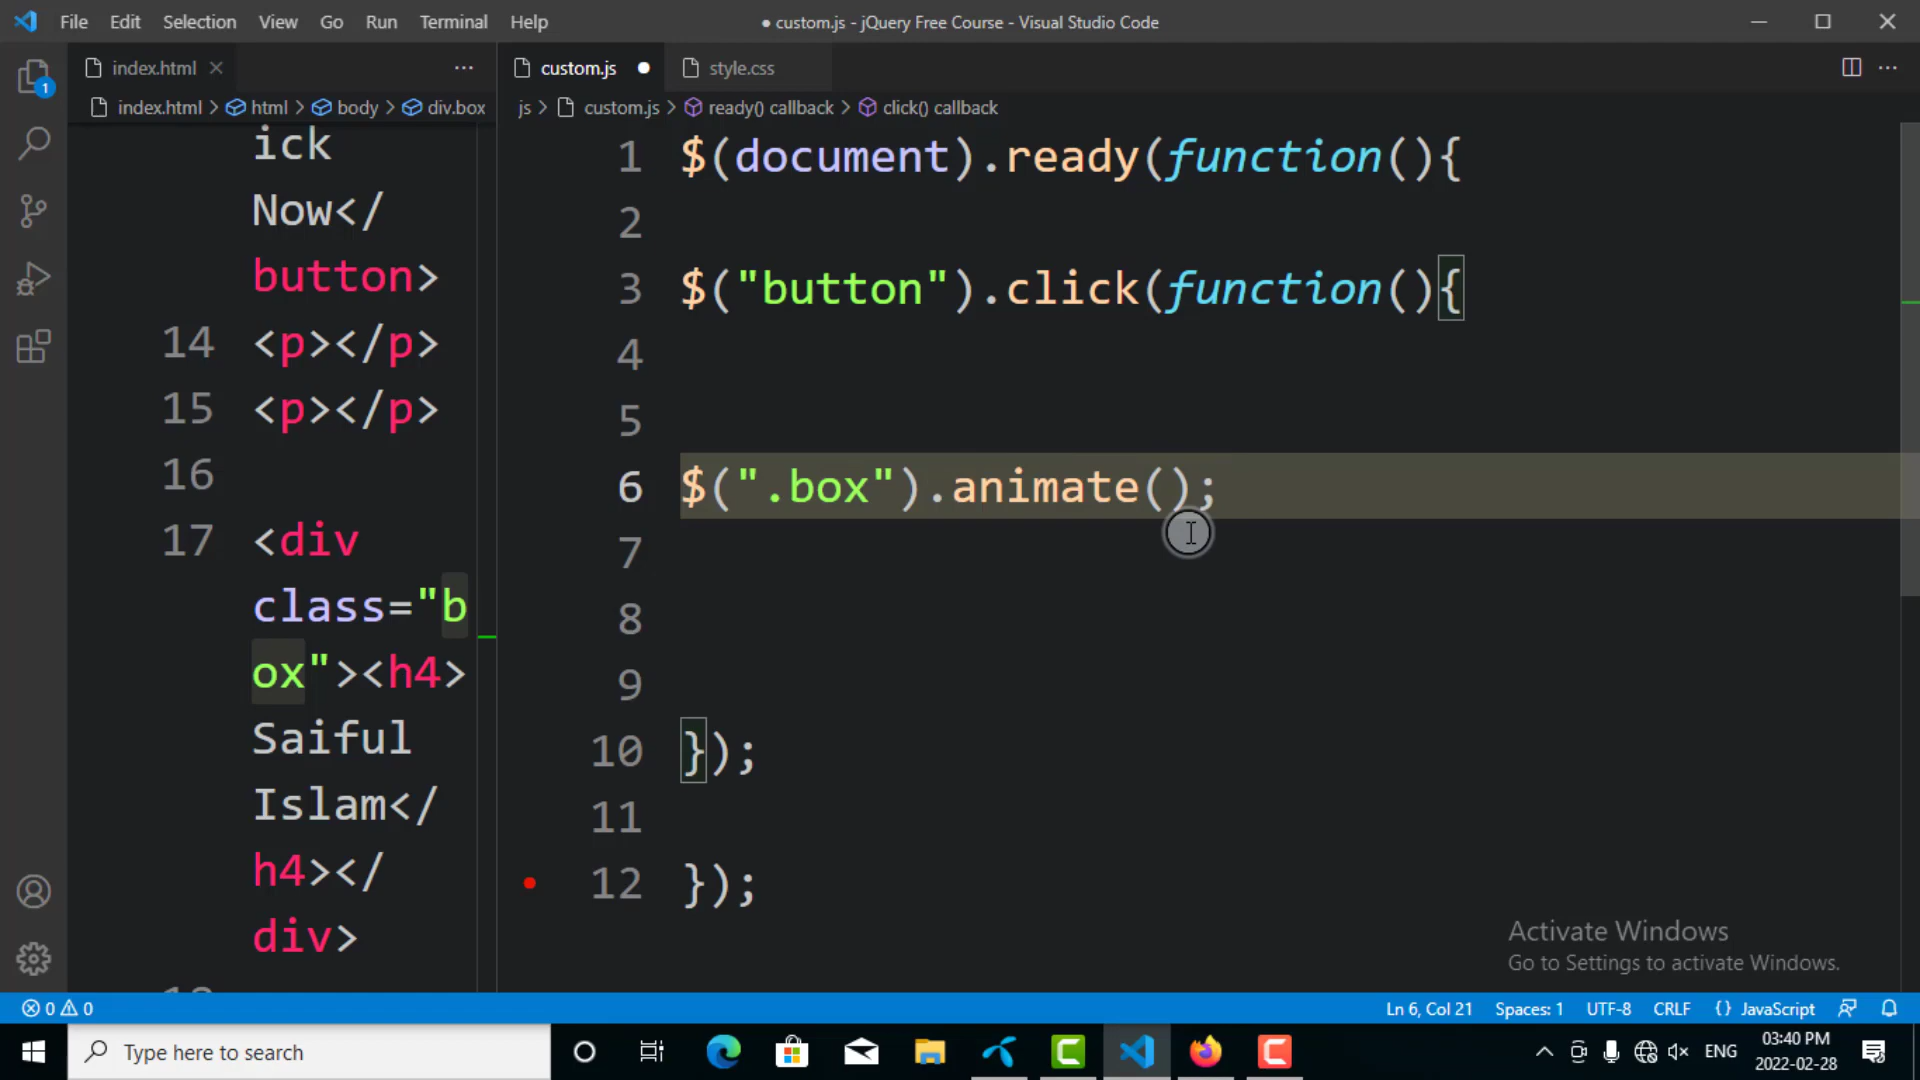 File Edit Selection View Go Run Terminal Help
● custom.js - jQuery Free Course - Visual Studio Code
index.html
custom.js
style.css
index.html > html > body > div.box
js > custom.js > ready() callback > click() callback
ick
Now</
button>
14 <p></p>
15 <p></p>
16
17 <div
class="b
ox"><h4>
Saiful
Islam</
h4></
div>
1 $(document).ready(function(){
2
3 $("button").click(function(){
4
5
6 $(".box").animate();
7
8
9
10 });
11
12 });
Activate Windows
Go to Settings to activate Windows.
0 0
Ln 6, Col 21 Spaces: 1 UTF-8 CRLF {} JavaScript
1
Type here to search
ENG
03:40 PM
2022-02-28